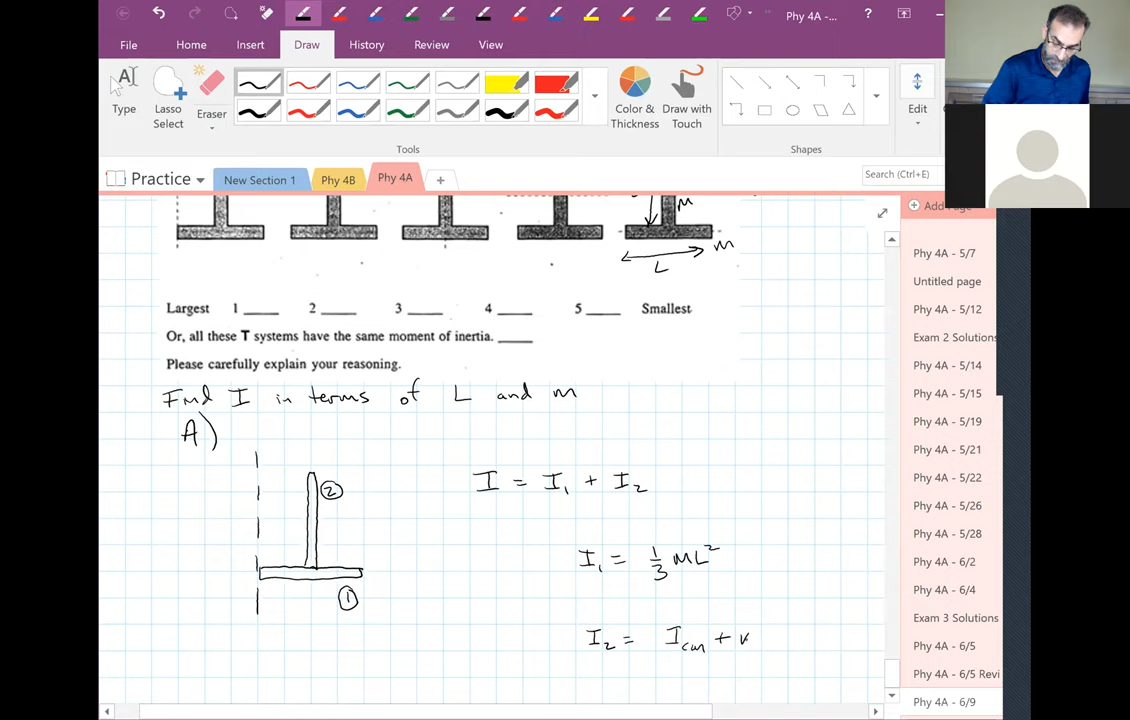 Phy 4A -...
?
File Home Insert Draw History Review View
Type
Lasso Select
Eraser
Color & Thickness
Draw with Touch
Edit
Tools
Shapes
Practice
New Section 1
Phy 4B
Phy 4A
+
Search (Ctrl+E)
Add Page
Phy 4A - 5/7
Untitled page
Phy 4A - 5/12
Exam 2 Solutions
Phy 4A - 5/14
Phy 4A - 5/15
Phy 4A - 5/19
Phy 4A - 5/21
Phy 4A - 5/22
Phy 4A - 5/26
Phy 4A - 5/28
Phy 4A - 6/2
Phy 4A - 6/4
Exam 3 Solutions
Phy 4A - 6/5
Phy 4A - 6/5 Revi
Phy 4A - 6/9
M
m
L
Largest 1 ____ 2 ____ 3 ____ 4 ____ 5 ____ Smallest
Or, all these T systems have the same moment of inertia. ____
Please carefully explain your reasoning.
Find I in terms of L and m
A)
②
①
I = I₁ + I₂
I₁ = 1/3 ML²
I₂ = Icm +